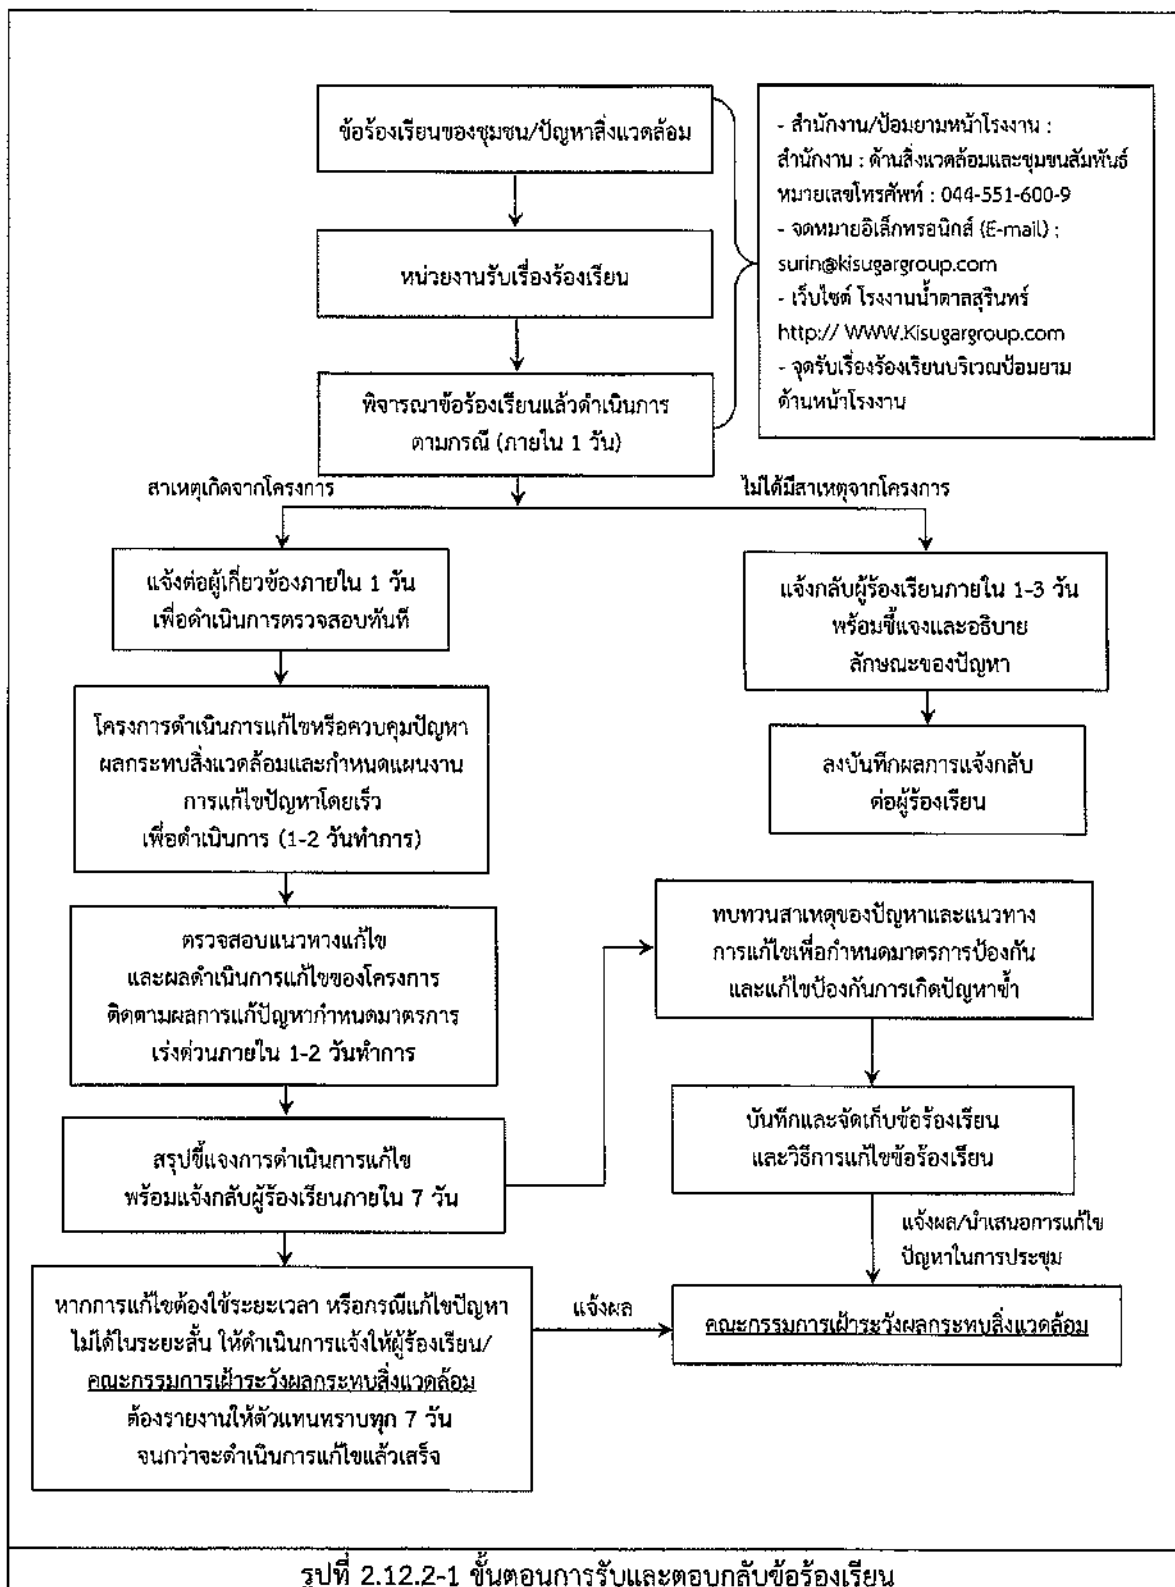 ข้อร้องเรียนของชุมชน/ปัญหาสิ่งแวดล้อม
- สำนักงาน/ป้อมยามหน้าโรงงาน :
สำนักงาน : ด้านสิ่งแวดล้อมและชุมชนสัมพันธ์
หมายเลขโทรศัพท์ : 044-551-600-9
- จดหมายอิเล็กทรอนิกส์ (E-mail) :
surin@kisugargroup.com
- เว็บไซต์ โรงงานน้ำตาลสุรินทร์
http:// WWW.Kisugargroup.com
- จุดรับเรื่องร้องเรียนบริเวณป้อมยาม
ด้านหน้าโรงงาน
หน่วยงานรับเรื่องร้องเรียน
พิจารณาข้อร้องเรียนแล้วดำเนินการ
ตามกรณี (ภายใน 1 วัน)
สาเหตุเกิดจากโครงการ
ไม่ได้มีสาเหตุจากโครงการ
แจ้งต่อผู้เกี่ยวข้องภายใน 1 วัน
เพื่อดำเนินการตรวจสอบทันที
แจ้งกลับผู้ร้องเรียนภายใน 1-3 วัน
พร้อมชี้แจงและอธิบาย
ลักษณะของปัญหา
โครงการดำเนินการแก้ไขหรือควบคุมปัญหา
ผลกระทบสิ่งแวดล้อมและกำหนดแผนงาน
การแก้ไขปัญหาโดยเร็ว
เพื่อดำเนินการ (1-2 วันทำการ)
ลงบันทึกผลการแจ้งกลับ
ต่อผู้ร้องเรียน
ตรวจสอบแนวทางแก้ไข
และผลดำเนินการแก้ไขของโครงการ
ติดตามผลการแก้ปัญหากำหนดมาตรการ
เร่งด่วนภายใน 1-2 วันทำการ
ทบทวนสาเหตุของปัญหาและแนวทาง
การแก้ไขเพื่อกำหนดมาตรการป้องกัน
และแก้ไขป้องกันการเกิดปัญหาซ้ำ
สรุปชี้แจงการดำเนินการแก้ไข
พร้อมแจ้งกลับผู้ร้องเรียนภายใน 7 วัน
บันทึกและจัดเก็บข้อร้องเรียน
และวิธีการแก้ไขข้อร้องเรียน
แจ้งผล/นำเสนอการแก้ไข
ปัญหาในการประชุม
หากการแก้ไขต้องใช้ระยะเวลา หรือกรณีแก้ไขปัญหา
ไม่ได้ในระยะสั้น ให้ดำเนินการแจ้งให้ผู้ร้องเรียน/
คณะกรรมการเฝ้าระวังผลกระทบสิ่งแวดล้อม
ต้องรายงานให้ตัวแทนทราบทุก 7 วัน
จนกว่าจะดำเนินการแก้ไขแล้วเสร็จ
แจ้งผล
คณะกรรมการเฝ้าระวังผลกระทบสิ่งแวดล้อม
รูปที่ 2.12.2-1 ขั้นตอนการรับและตอบกลับข้อร้องเรียน